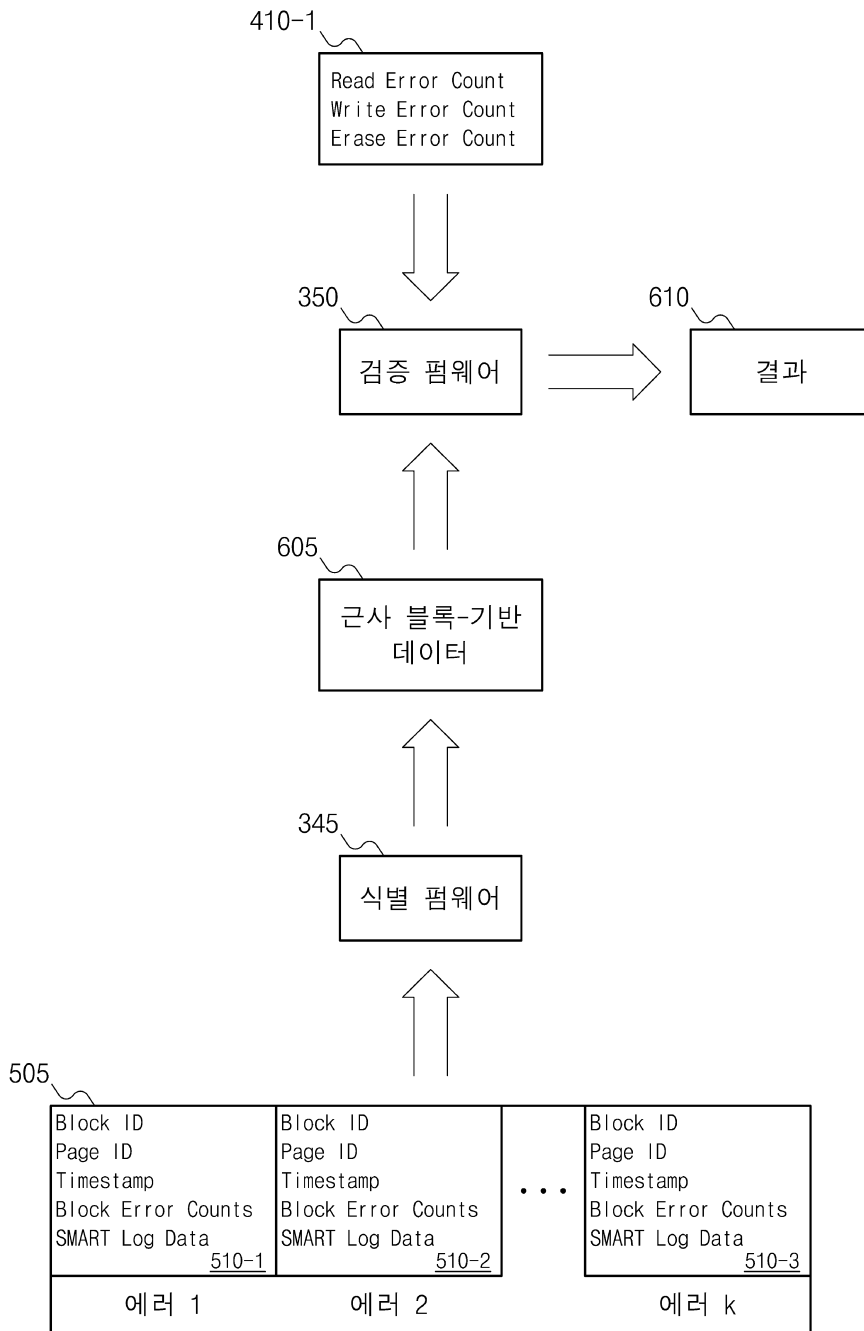 410-1
Read Error Count
Write Error Count
Erase Error Count
350
610
검증 펌웨어
결과
605
근사 블록-기반
데이터
345
식별 펌웨어
505
Block ID
Page ID
Timestamp
Block Error Counts
SMART Log Data
510-1
에러 1
Block ID
Page ID
Timestamp
Block Error Counts
SMART Log Data
510-2
에러 2
• • •
Block ID
Page ID
Timestamp
Block Error Counts
SMART Log Data
510-3
에러 k